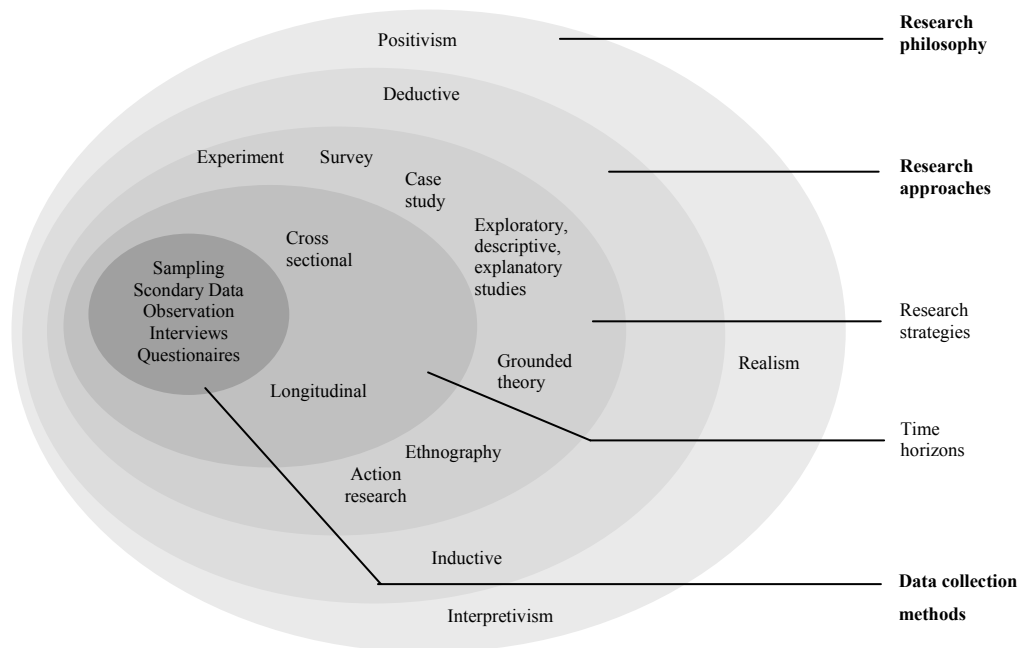 Positivism
Research
philosophy
Deductive
Experiment
Survey
Case
study
Research
approaches
Exploratory,
descriptive,
explanatory
studies
Cross
sectional
Sampling
Scondary Data
Observation
Interviews
Questionaires
Research
strategies
Grounded
theory
Realism
Longitudinal
Time
horizons
Ethnography
Action
research
Inductive
Data collection
methods
Interpretivism